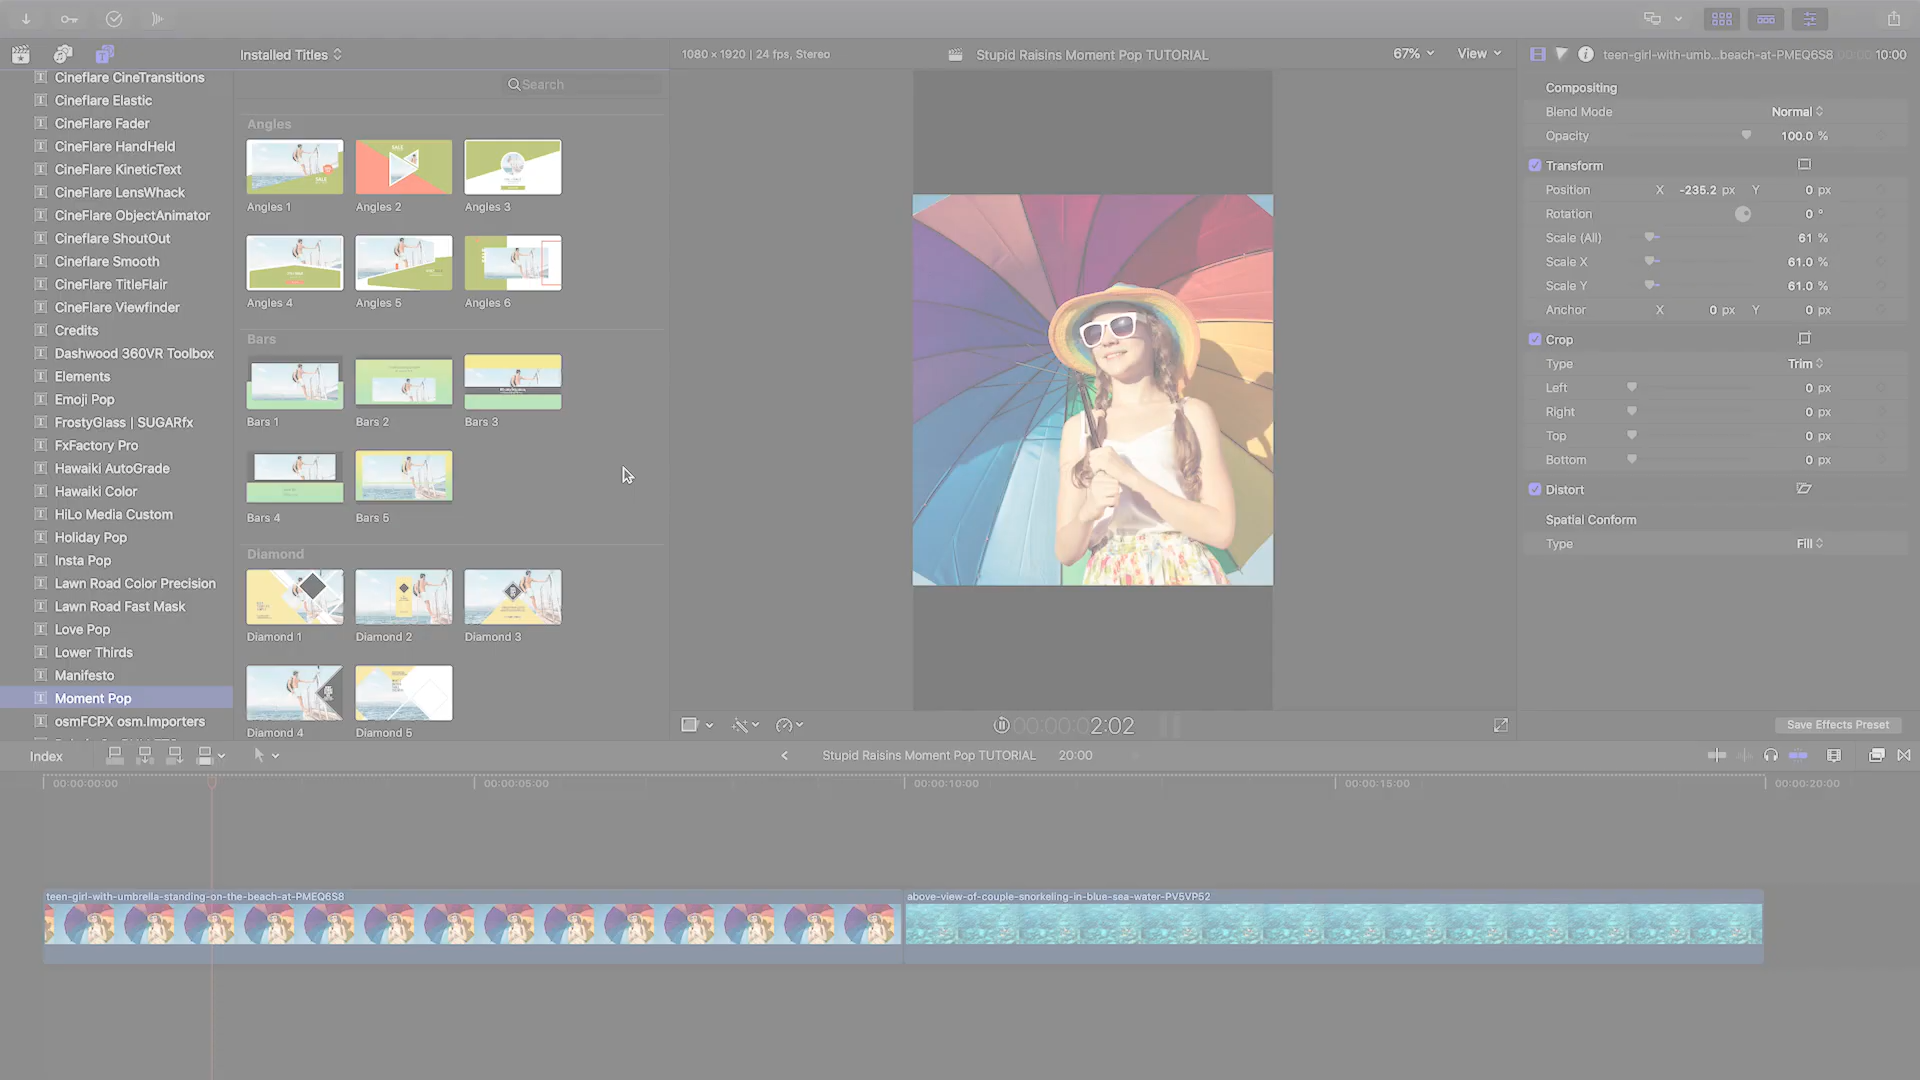 Installed Titles
1080 × 1920 | 24 fps, Stereo
Stupid Raisins Moment Pop TUTORIAL
67%
View
teen-girl-with-umb...beach-at-PMEQ6S8
10:00
Cineflare CineTransitions
Cineflare Elastic
CineFlare Fader
CineFlare HandHeld
CineFlare KineticText
CineFlare LensWhack
CineFlare ObjectAnimator
Cineflare ShoutOut
Cineflare Smooth
CineFlare TitleFlair
CineFlare Viewfinder
Credits
Dashwood 360VR Toolbox
Elements
Emoji Pop
FrostyGlass | SUGARfx
FxFactory Pro
Hawaiki AutoGrade
Hawaiki Color
HiLo Media Custom
Holiday Pop
Insta Pop
Lawn Road Color Precision
Lawn Road Fast Mask
Love Pop
Lower Thirds
Manifesto
Moment Pop
osmFCPX osm.Importers
Search
Angles
Angles 1
Angles 2
Angles 3
Angles 4
Angles 5
Angles 6
Bars
Bars 1
Bars 2
Bars 3
Bars 4
Bars 5
Diamond
Diamond 1
Diamond 2
Diamond 3
Diamond 4
Diamond 5
00:00:02:02
Compositing
Blend Mode Normal
Opacity 100.0 %
Transform
Position X -235.2 px Y 0 px
Rotation 0 °
Scale (All) 61 %
Scale X 61.0 %
Scale Y 61.0 %
Anchor X 0 px Y 0 px
Crop
Type Trim
Left 0 px
Right 0 px
Top 0 px
Bottom 0 px
Distort
Spatial Conform
Type Fill
Save Effects Preset
Index
Stupid Raisins Moment Pop TUTORIAL 20:00
00:00:00:00
00:00:05:00
00:00:10:00
00:00:15:00
00:00:20:00
teen-girl-with-umbrella-standing-on-the-beach-at-PMEQ6S8
above-view-of-couple-snorkeling-in-blue-sea-water-PV5VP52